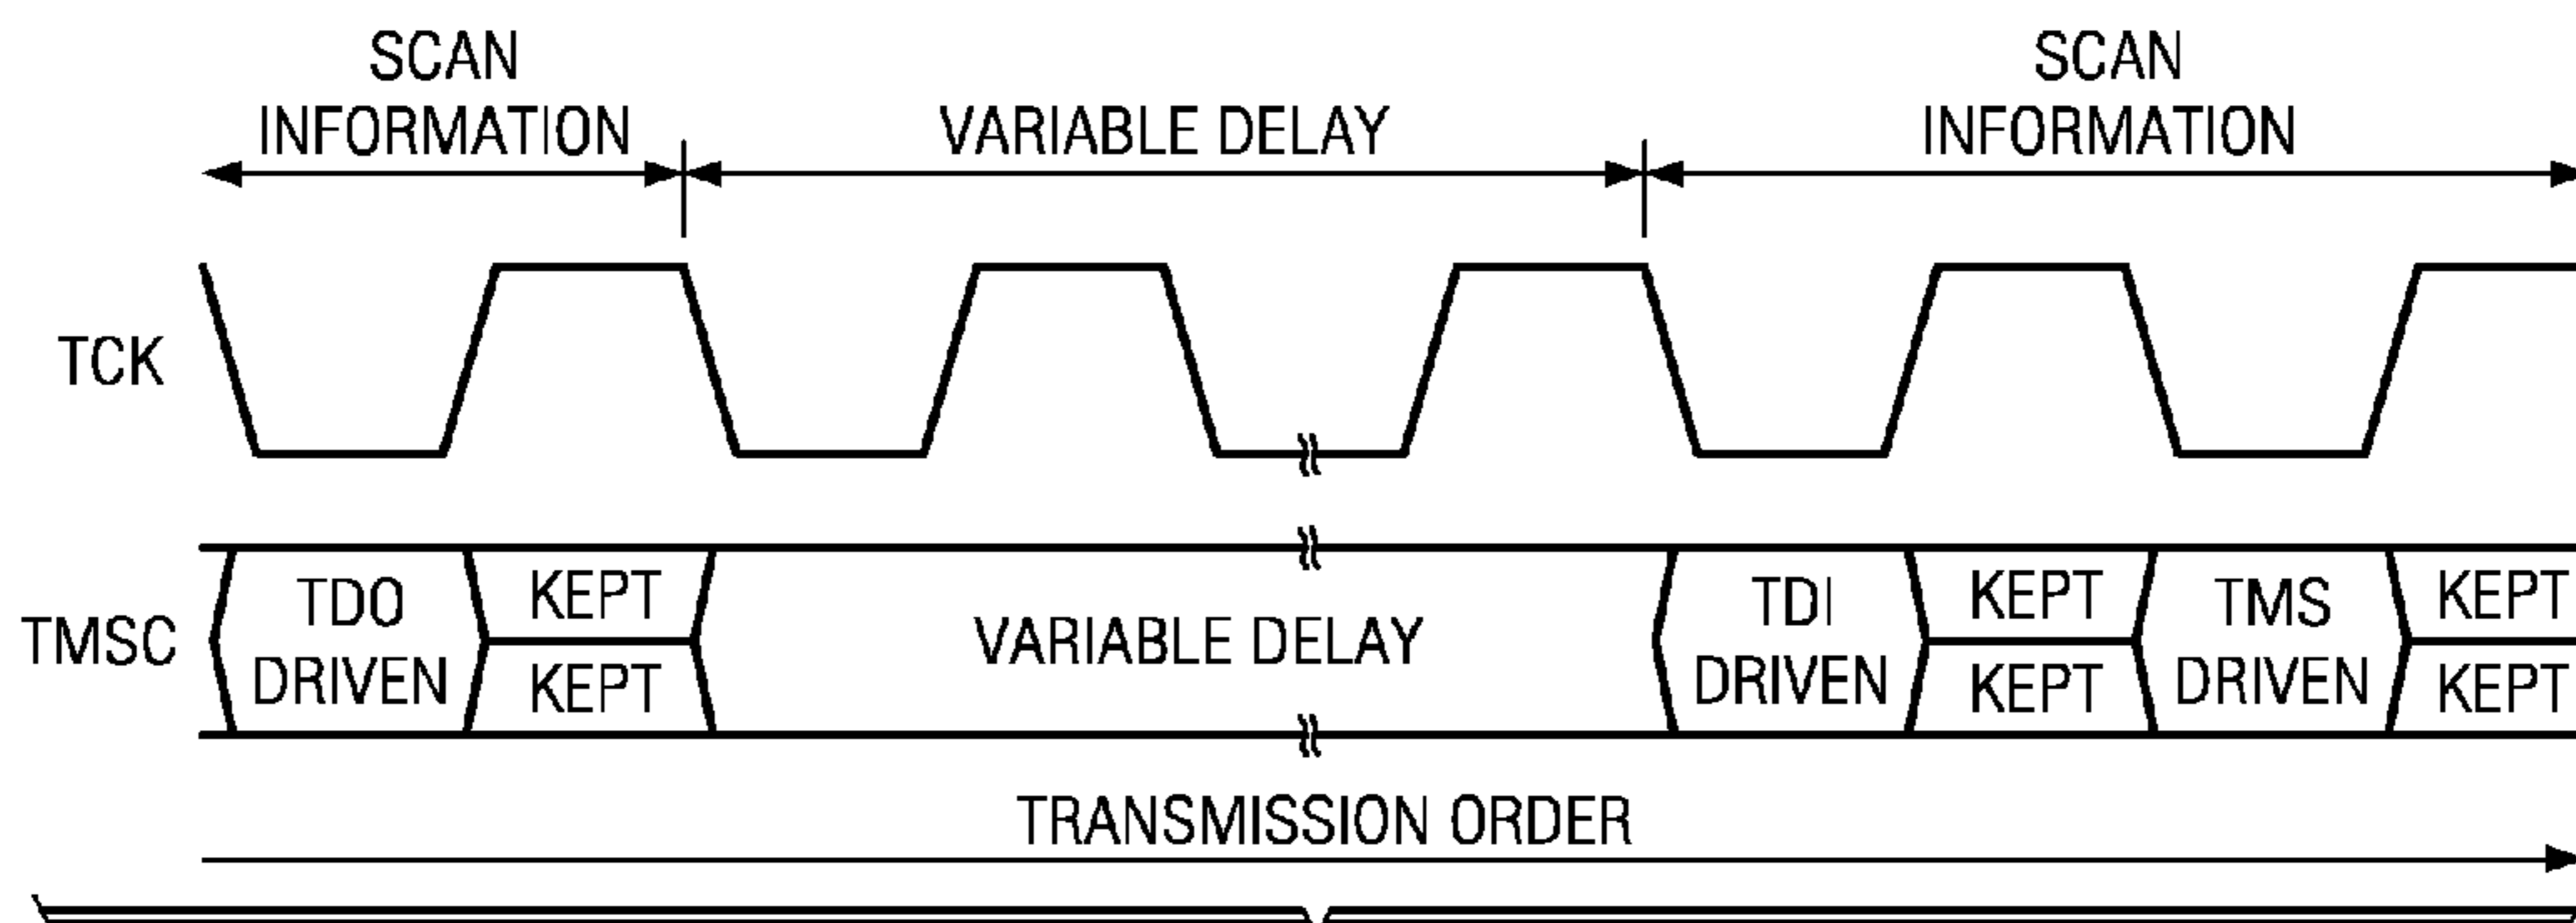 SCAN
INFORMATION
VARIABLE DELAY
SCAN
INFORMATION
TCK
TMSC
TDO
DRIVEN
KEPT
KEPT
VARIABLE DELAY
TDI
DRIVEN
KEPT
KEPT
TMS
DRIVEN
KEPT
KEPT
TRANSMISSION ORDER